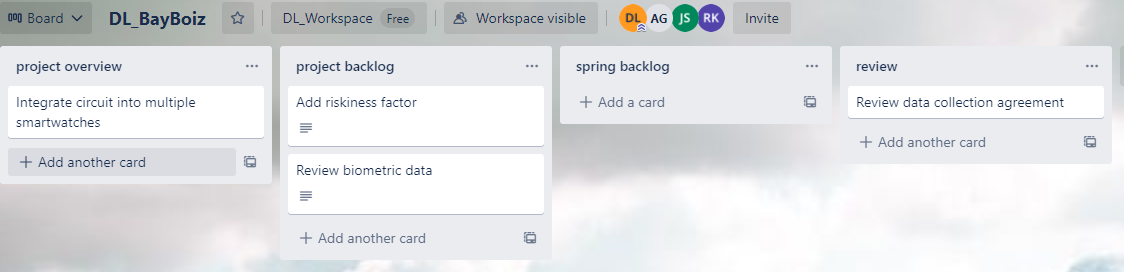 Board DL_BayBoiz DL_Workspace Free Workspace visible DL AG JS RK Invite
project overview
Integrate circuit into multiple
smartwatches
+ Add another card
project backlog
Add riskiness factor
Review biometric data
+ Add another card
spring backlog
+ Add a card
review
Review data collection agreement
+ Add another card